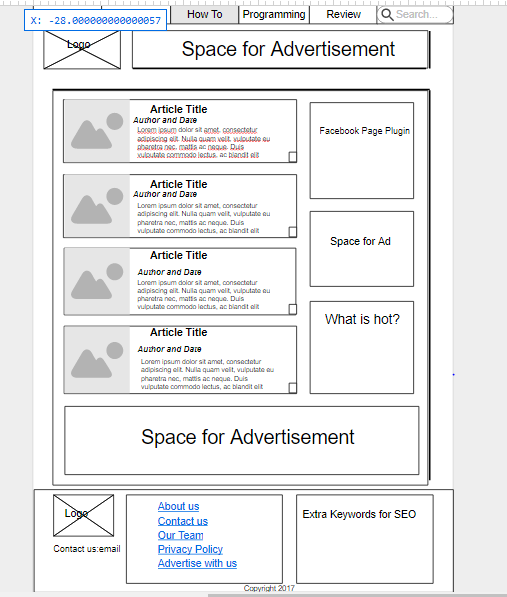 X: -28.000000000000057
How To
Programming
Review
Search...
Logo
Space for Advertisement
Article Title
Author and Date
Lorem ipsum dolor sit amet, consectetur
adipiscing elit. Nulla quam velit, vulputate eu
pharetra nec, mattis ac neque. Duis
vulputate commodo lectus, ac blandit elit
Facebook Page Plugin
Article Title
Author and Date
Lorem ipsum dolor sit amet, consectetur
adipiscing elit. Nulla quam velit, vulputate eu
pharetra nec, mattis ac neque. Duis
vulputate commodo lectus, ac blandit elit
Space for Ad
Article Title
Author and Date
Lorem ipsum dolor sit amet, consectetur
adipiscing elit. Nulla quam velit, vulputate eu
pharetra nec, mattis ac neque. Duis
vulputate commodo lectus, ac blandit elit
What is hot?
Article Title
Author and Date
Lorem ipsum dolor sit amet, consectetur
adipiscing elit. Nulla quam velit, vulputate eu
pharetra nec, mattis ac neque. Duis
vulputate commodo lectus, ac blandit elit
Space for Advertisement
Logo
Contact us:email
About us
Contact us
Our Team
Privacy Policy
Advertise with us
Extra Keywords for SEO
Copyright 2017